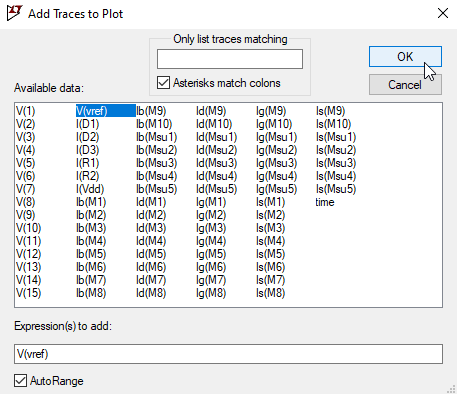 Add Traces to Plot
Only list traces matching
Asterisks match colons
OK
Cancel
Available data:
V(1) V(vref) Ib(M9) Id(M9) Ig(M9) Is(M9)
V(2) I(D1) Ib(M10) Id(M10) Ig(M10) Is(M10)
V(3) I(D2) Ib(Msu1) Id(Msu1) Ig(Msu1) Is(Msu1)
V(4) I(D3) Ib(Msu2) Id(Msu2) Ig(Msu2) Is(Msu2)
V(5) I(R1) Ib(Msu3) Id(Msu3) Ig(Msu3) Is(Msu3)
V(6) I(R2) Ib(Msu4) Id(Msu4) Ig(Msu4) Is(Msu4)
V(7) I(Vdd) Ib(Msu5) Id(Msu5) Ig(Msu5) Is(Msu5)
V(8) Ib(M1) Id(M1) Ig(M1) Is(M1) time
V(9) Ib(M2) Id(M2) Ig(M2) Is(M2)
V(10) Ib(M3) Id(M3) Ig(M3) Is(M3)
V(11) Ib(M4) Id(M4) Ig(M4) Is(M4)
V(12) Ib(M5) Id(M5) Ig(M5) Is(M5)
V(13) Ib(M6) Id(M6) Ig(M6) Is(M6)
V(14) Ib(M7) Id(M7) Ig(M7) Is(M7)
V(15) Ib(M8) Id(M8) Ig(M8) Is(M8)
Expression(s) to add:
V(vref)
AutoRange